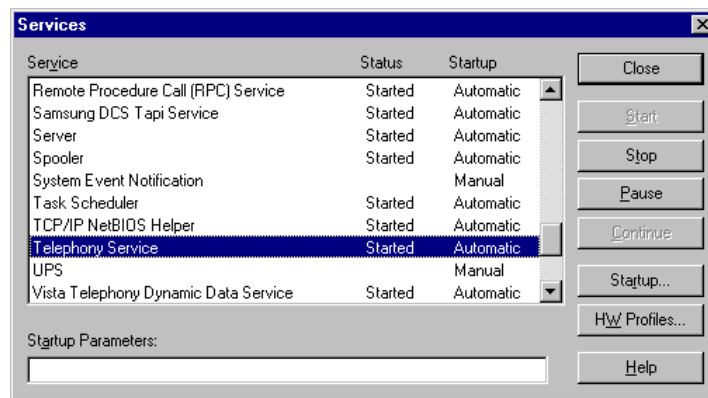 Services
Service Status Startup
Remote Procedure Call (RPC) Service Started Automatic
Samsung DCS Tapi Service Started Automatic
Server Started Automatic
Spooler Started Automatic
System Event Notification Manual
Task Scheduler Started Automatic
TCP/IP NetBIOS Helper Started Automatic
Telephony Service Started Automatic
UPS Manual
Vista Telephony Dynamic Data Service Started Automatic
Startup Parameters:
Close
Start
Stop
Pause
Continue
Startup...
HW Profiles...
Help